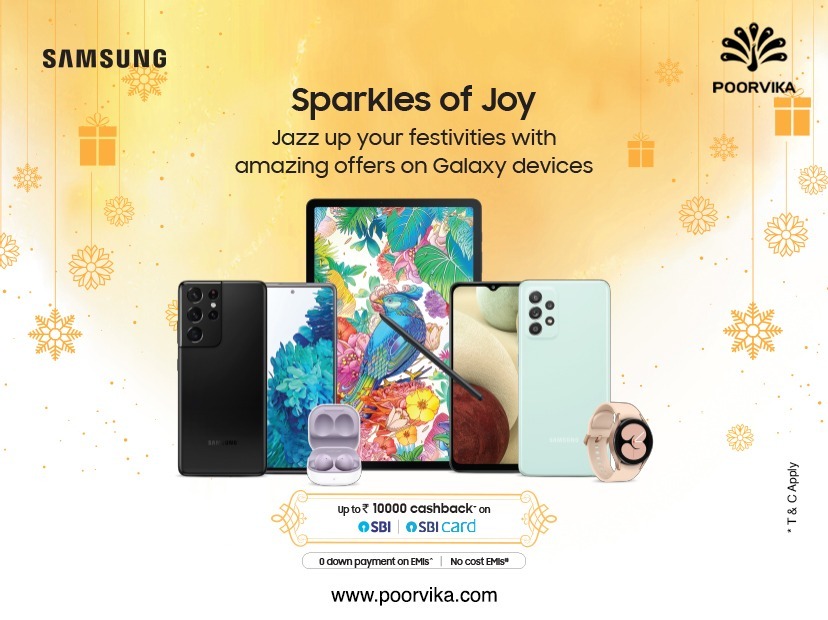 SAMSUNG
POORVIKA
Sparkles of Joy
Jazz up your festivities with
amazing offers on Galaxy devices
SAMSUNG
SAMSUNG
Up to ₹ 10000 cashback~ on
SBI | SBI card
0 down payment on EMIs^ | No cost EMIs#
* T & C Apply
www.poorvika.com